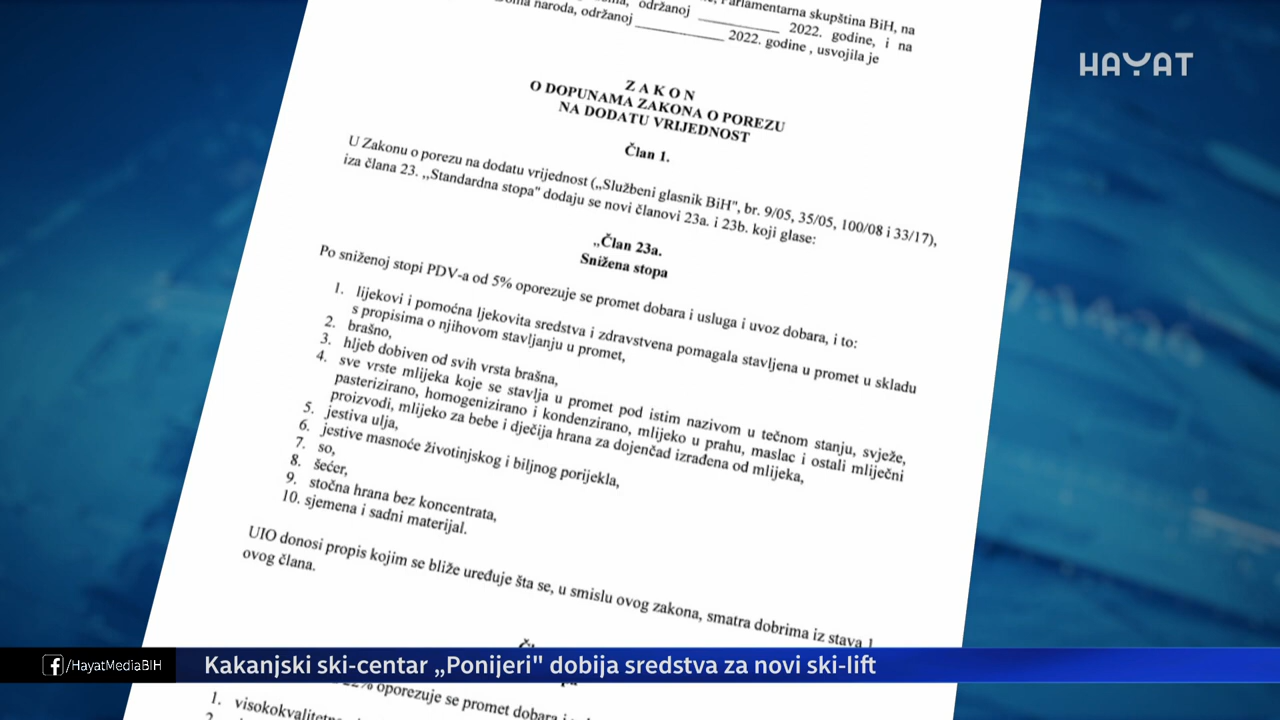 Parlamentarna skupština BiH, na
održanoj ____________ 2022. godine, i na
naroda, održanoj ____________ 2022. godine , usvojila je
HAYAT
Z A K O N
O DOPUNAMA ZAKONA O POREZU
NA DODATU VRIJEDNOST
Član 1.
U Zakonu o porezu na dodatu vrijednost („Službeni glasnik BiH", br. 9/05, 35/05, 100/08 i 33/17),
iza člana 23. ,,Standardna stopa" dodaju se novi članovi 23a. i 23b. koji glase:
„Član 23a.
Snižena stopa
Po sniženoj stopi PDV-a od 5% oporezuje se promet dobara i usluga i uvoz dobara, i to:
1. lijekovi i pomoćna ljekovita sredstva i zdravstvena pomagala stavljena u promet u skladu
s propisima o njihovom stavljanju u promet,
2. brašno,
3. hljeb dobiven od svih vrsta brašna,
4. sve vrste mlijeka koje se stavlja u promet pod istim nazivom u tečnom stanju, svježe,
pasterizirano, homogenizirano i kondenzirano, mlijeko u prahu, maslac i ostali mliječni
proizvodi, mlijeko za bebe i dječija hrana za dojenčad izrađena od mlijeka,
5. jestiva ulja,
6. jestive masnoće životinjskog i biljnog porijekla,
7. so,
8. šećer,
9. stočna hrana bez koncentrata,
10. sjemena i sadni materijal.
UIO donosi propis kojim se bliže uređuje šta se, u smislu ovog zakona, smatra dobrima iz stava 1.
ovog člana.
/HayatMediaBIH
Kakanjski ski-centar „Ponijeri" dobija sredstva za novi ski-lift
22% oporezuje se promet dobara i
1.
2.